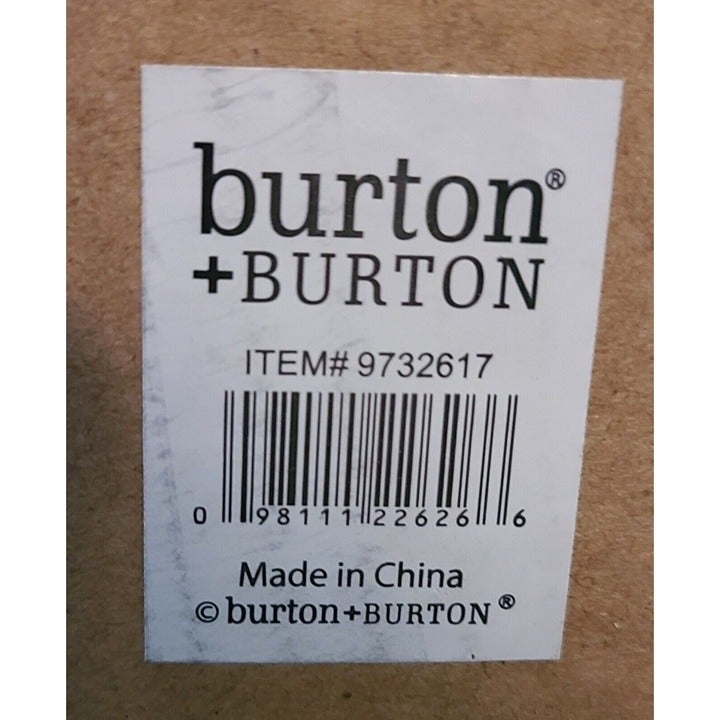 burton®
+BURTON
ITEM# 9732617
0 98111 22626 6
Made in China
© burton+BURTON ®